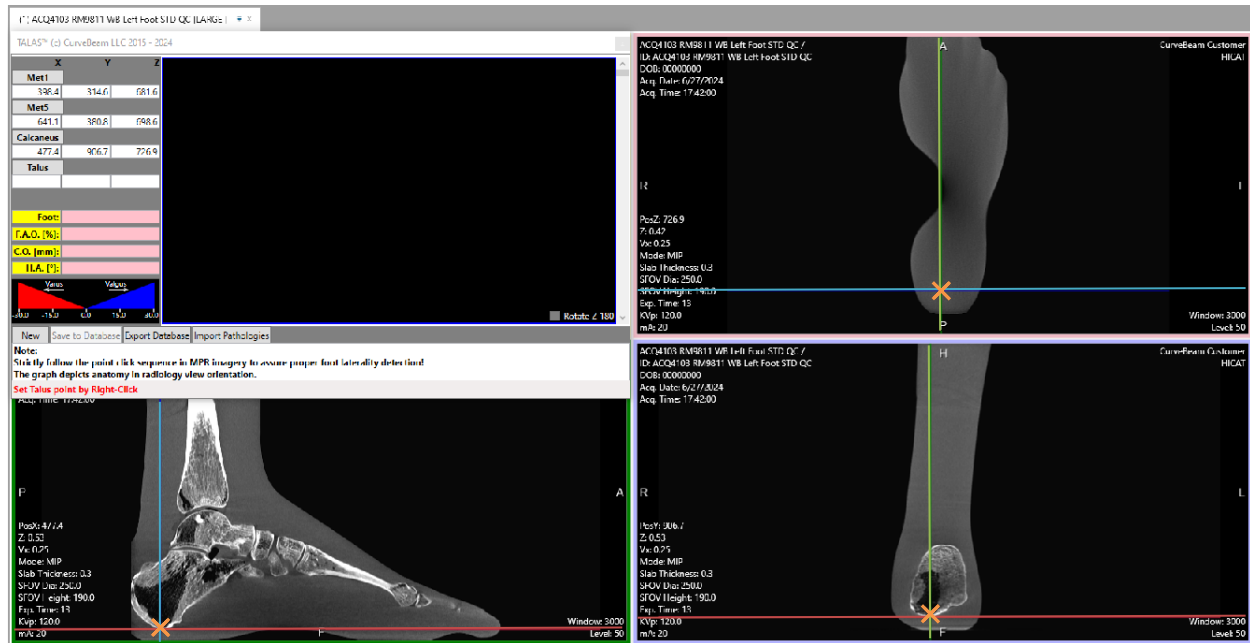 (*) ACQ4103 RM9811 WB Left Foot STD QC [LARGE]
TALAS™ (c) CurveBeam LLC 2015 - 2024
X Y Z
Met1
398.4 314.6 681.6
Met5
641.1 380.8 698.6
Calcaneus
477.4 906.7 726.9
Talus
Foot:
F.A.O. [%]:
C.O. [mm]:
H.A. [°]:
Varus Valgus
-30.0 -15.0 0.0 15.0 30.0
Rotate Z 180
New Save to Database Export Database Import Pathologies
Note:
Strictly follow the point click sequence in MPR imagery to assure proper foot laterality detection!
The graph depicts anatomy in radiology view orientation.
Set Talus point by Right-Click
Acq. Time: 17:42:00
P A
PosX: 477.4
Z: 0.53
Vx: 0.25
Mode: MIP
Slab Thickness: 0.3
SFOV Dia: 250.0
SFOV Height: 190.0
Exp. Time: 13
KVp: 120.0
mA: 20
F
Window: 3000
Level: 50
ACQ4103 RM9811 WB Left Foot STD QC /
ID: ACQ4103 RM9811 WB Left Foot STD QC
DOB: 00000000
Acq. Date: 6/27/2024
Acq. Time: 17:42:00
A
CurveBeam Customer
HICAT
R
PosZ: 726.9
Z: 0.42
Vx: 0.25
Mode: MIP
Slab Thickness: 0.3
SFOV Dia: 250.0
SFOV Height: 190.0
Exp. Time: 13
KVp: 120.0
mA: 20
P
Window: 3000
Level: 50
ACQ4103 RM9811 WB Left Foot STD QC /
ID: ACQ4103 RM9811 WB Left Foot STD QC
DOB: 00000000
Acq. Date: 6/27/2024
Acq. Time: 17:42:00
H
CurveBeam Customer
HICAT
R L
PosY: 906.7
Z: 0.53
Vx: 0.25
Mode: MIP
Slab Thickness: 0.3
SFOV Dia: 250.0
SFOV Height: 190.0
Exp. Time: 13
KVp: 120.0
mA: 20
F
Window: 3000
Level: 50